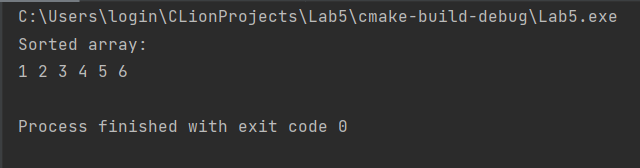 C:\Users\login\CLionProjects\Lab5\cmake-build-debug\Lab5.exe
Sorted array:
1 2 3 4 5 6
Process finished with exit code 0